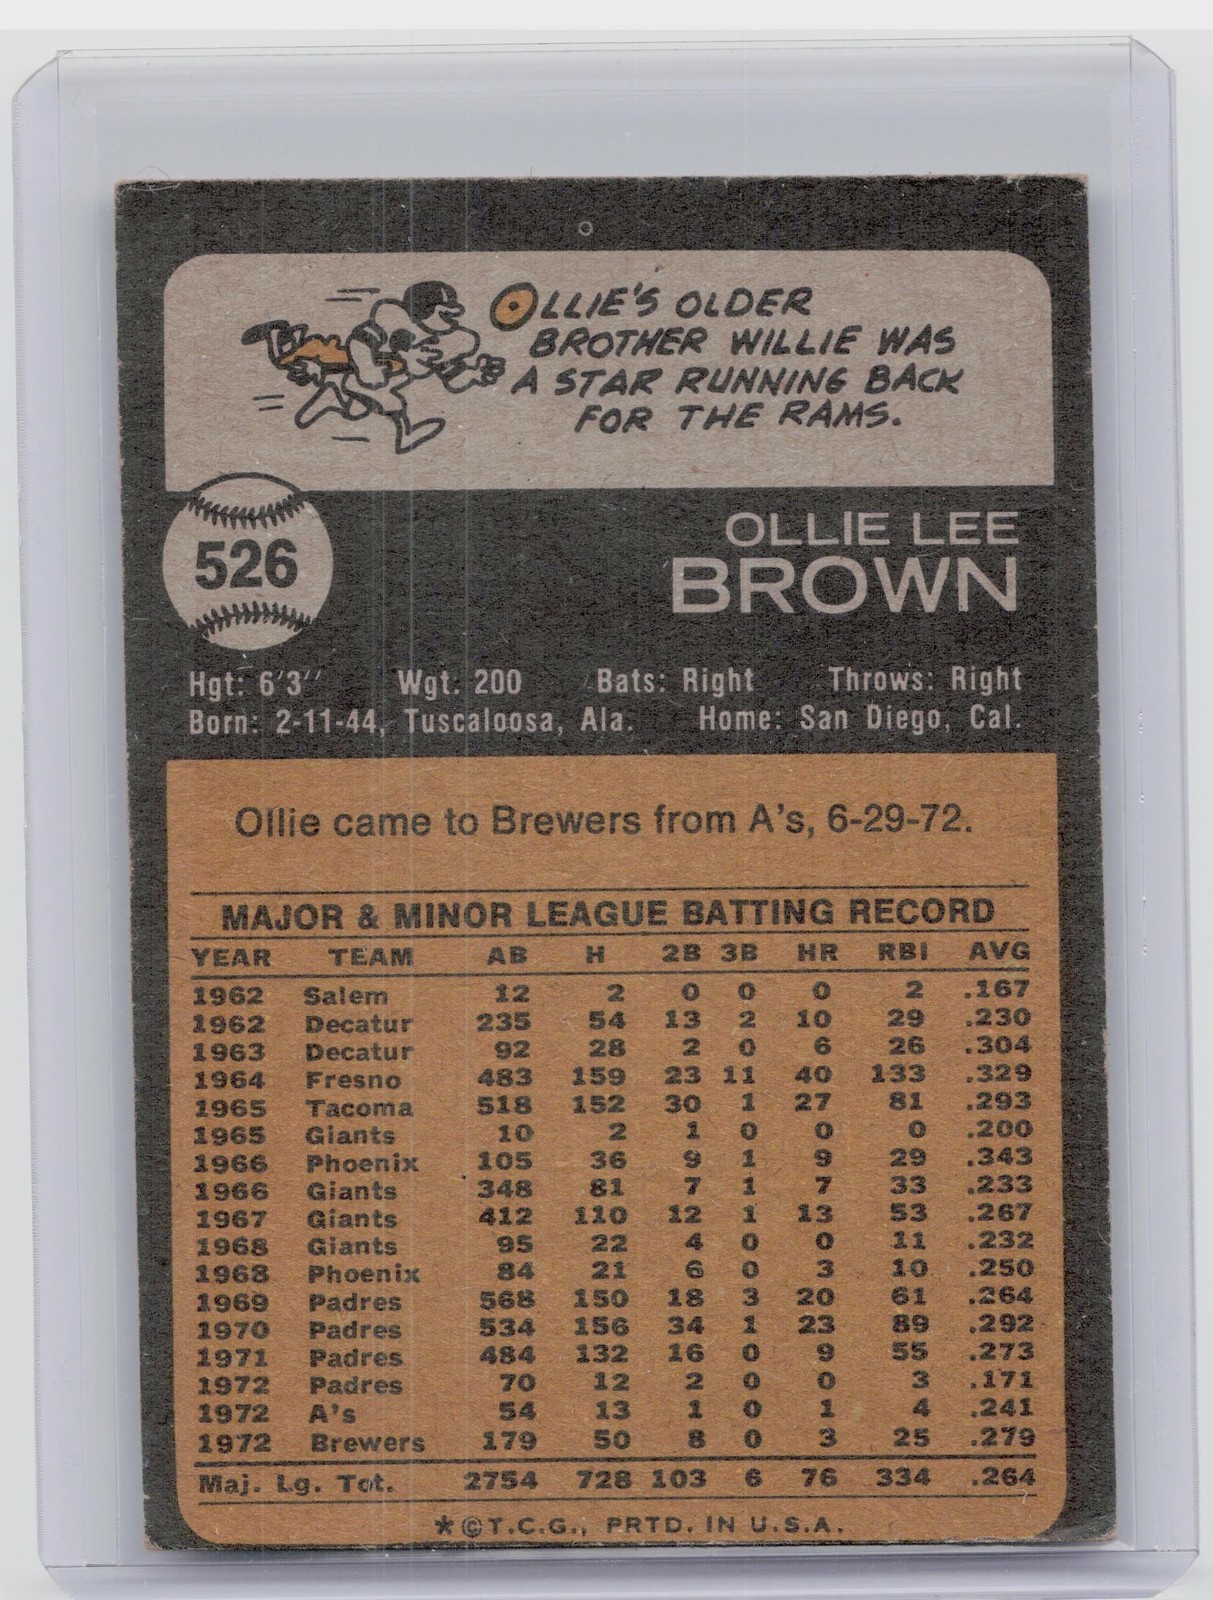 OLLIE'S OLDER
BROTHER WILLIE WAS
A STAR RUNNING BACK
FOR THE RAMS.
526
OLLIE LEE
BROWN
Hgt: 6'3" Wgt: 200 Bats: Right Throws: Right
Born: 2-11-44, Tuscaloosa, Ala. Home: San Diego, Cal.
Ollie came to Brewers from A's, 6-29-72.
MAJOR & MINOR LEAGUE BATTING RECORD
YEAR TEAM AB H 2B 3B HR RBI AVG
1962 Salem 12 2 0 0 0 2 .167
1962 Decatur 235 54 13 2 10 29 .230
1963 Decatur 92 28 2 0 6 26 .304
1964 Fresno 483 159 23 11 40 133 .329
1965 Tacoma 518 152 30 1 27 81 .293
1965 Giants 10 2 1 0 0 0 .200
1966 Phoenix 105 36 9 1 9 29 .343
1966 Giants 348 81 7 1 7 33 .233
1967 Giants 412 110 12 1 13 53 .267
1968 Giants 95 22 4 0 0 11 .232
1968 Phoenix 84 21 6 0 3 10 .250
1969 Padres 568 150 18 3 20 61 .264
1970 Padres 534 156 34 1 23 89 .292
1971 Padres 484 132 16 0 9 55 .273
1972 Padres 70 12 2 0 0 3 .171
1972 A's 54 13 1 0 1 4 .241
1972 Brewers 179 50 8 0 3 25 .279
Maj. Lg. Tot. 2754 728 103 6 76 334 .264
*©T.C.G., PRTD. IN U.S.A.